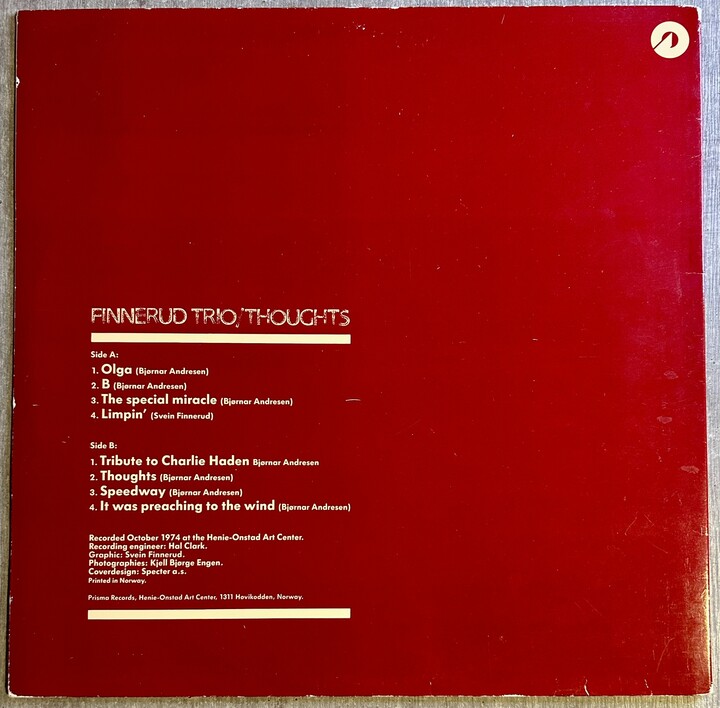 FINNERUD TRIO/THOUGHTS
Side A:
1. Olga (Bjørnar Andresen)
2. B (Bjørnar Andresen)
3. The special miracle (Bjørnar Andresen)
4. Limpin' (Svein Finnerud)
Side B:
1. Tribute to Charlie Haden Bjørnar Andresen
2. Thoughts (Bjørnar Andresen)
3. Speedway (Bjørnar Andresen)
4. It was preaching to the wind (Bjørnar Andresen)
Recorded October 1974 at the Henie-Onstad Art Center.
Recording engineer: Hal Clark.
Graphic: Svein Finnerud.
Photographies: Kjell Bjørge Engen.
Coverdesign: Specter a.s.
Printed in Norway.
Prisma Records, Henie-Onstad Art Center, 1311 Høvikodden, Norway.